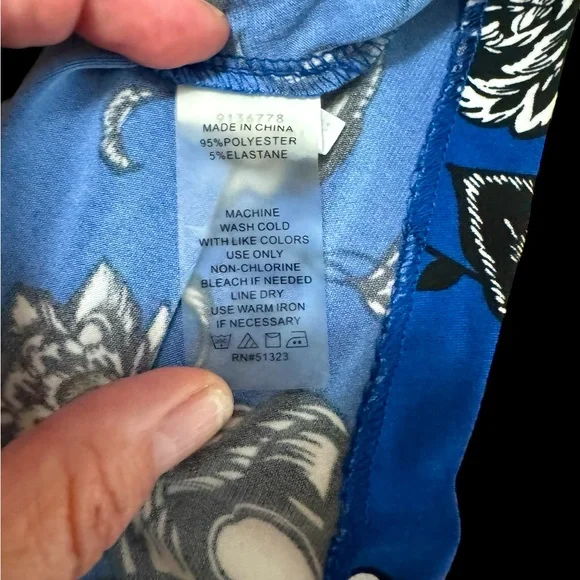 9136778
MADE IN CHINA
95%POLYESTER
5%ELASTANE
MACHINE
WASH COLD
WITH LIKE COLORS
USE ONLY
NON-CHLORINE
BLEACH IF NEEDED
LINE DRY
USE WARM IRON
IF NECESSARY
RN#51323